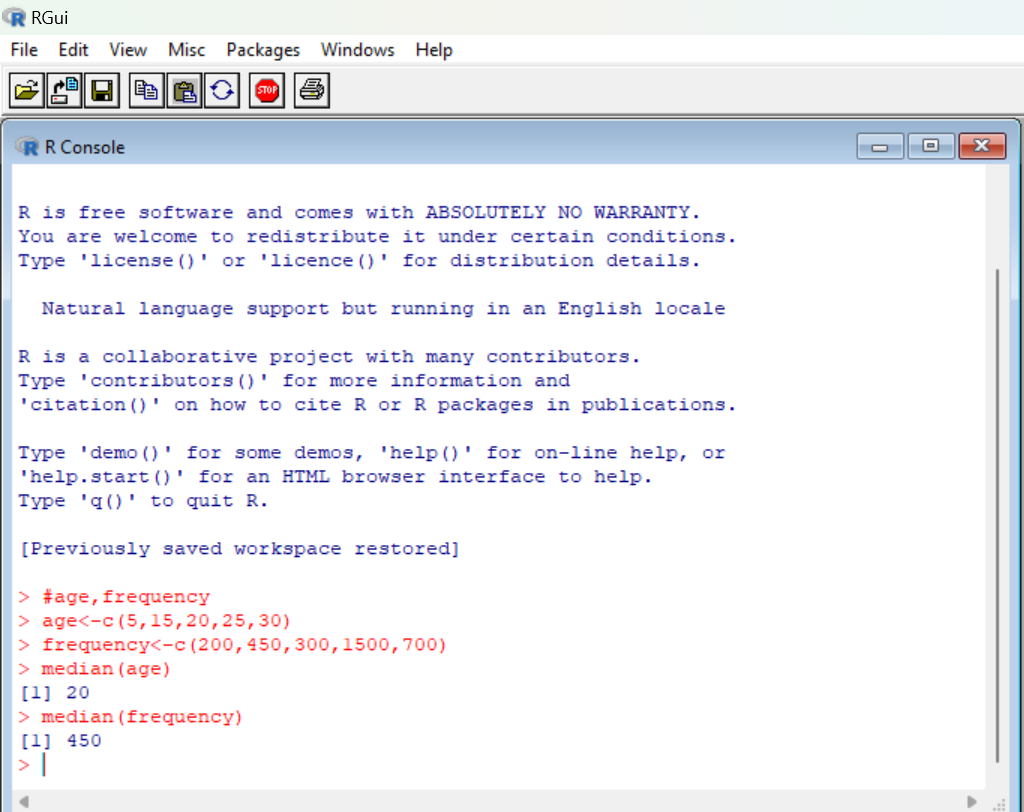 RGui
File Edit View Misc Packages Windows Help
STOP
R Console
R is free software and comes with ABSOLUTELY NO WARRANTY.
You are welcome to redistribute it under certain conditions.
Type 'license()' or 'licence()' for distribution details.
Natural language support but running in an English locale
R is a collaborative project with many contributors.
Type 'contributors()' for more information and
'citation()' on how to cite R or R packages in publications.
Type 'demo()' for some demos, 'help()' for on-line help, or
'help.start()' for an HTML browser interface to help.
Type 'q()' to quit R.
[Previously saved workspace restored]
> #age,frequency
> age<-c(5,15,20,25,30)
> frequency<-c(200,450,300,1500,700)
> median(age)
[1] 20
> median(frequency)
[1] 450
>